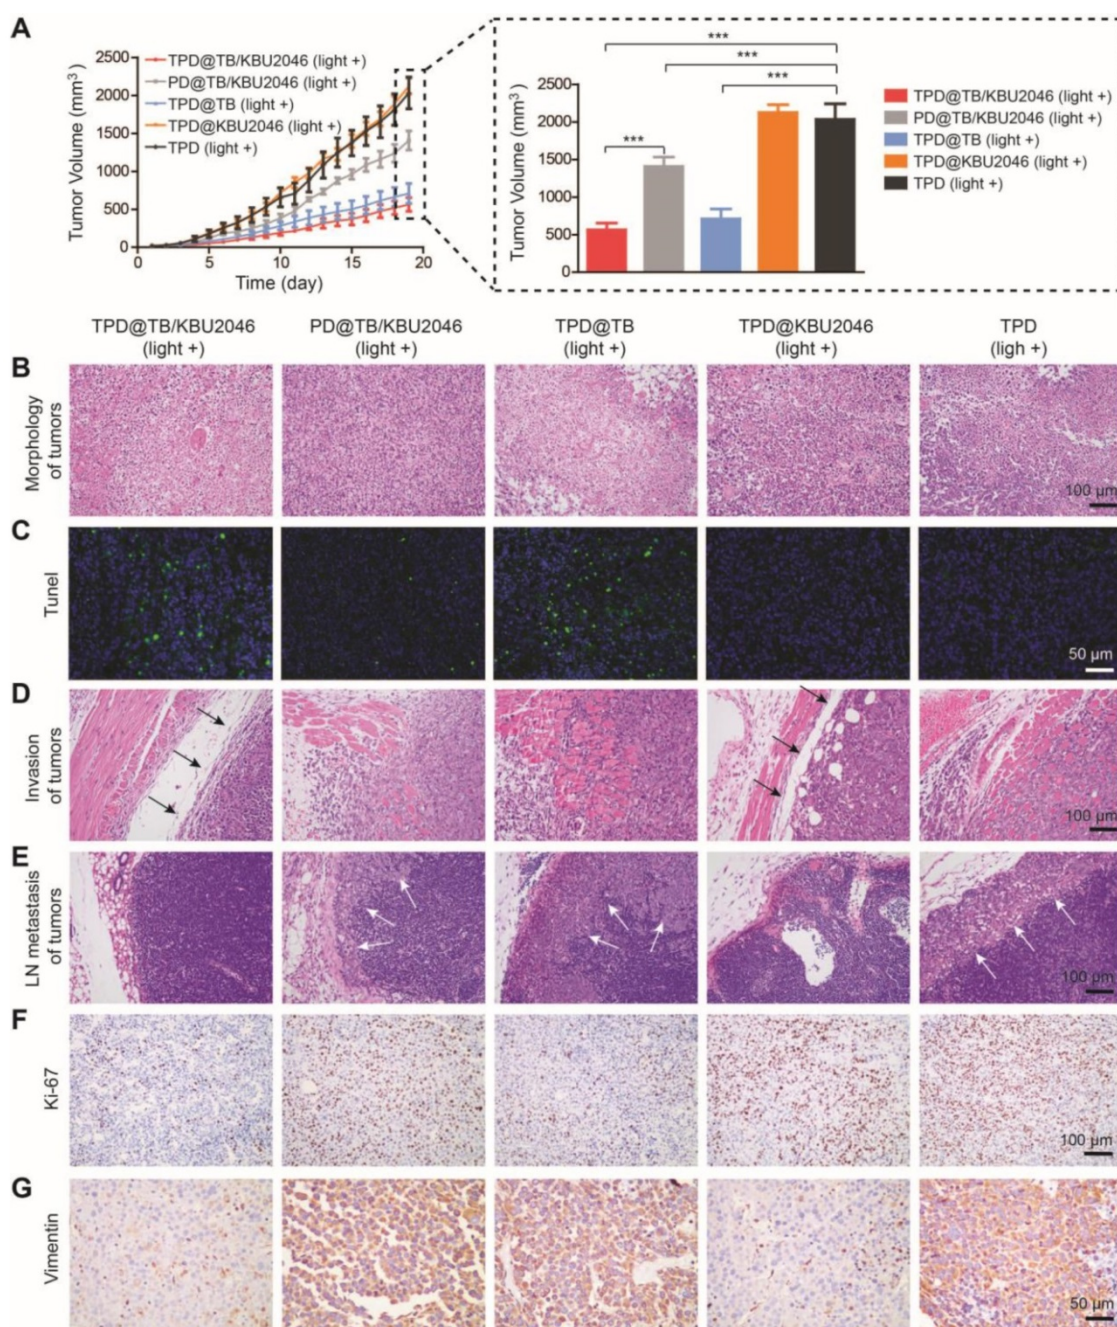 A
Tumor Volume (mm3)
2500
2000
1500
1000
500
0
0
5
10
15
20
Time (day)
TPD@TB/KBU2046 (light +)
PD@TB/KBU2046 (light +)
TPD@TB (light +)
TPD@KBU2046 (light +)
TPD (light +)
Tumor Volume (mm3)
2500
2000
1500
1000
500
0
***
***
***
***
TPD@TB/KBU2046 (light +)
PD@TB/KBU2046 (light +)
TPD@TB (light +)
TPD@KBU2046 (light +)
TPD (light +)
TPD@TB/KBU2046
(light +)
PD@TB/KBU2046
(light +)
TPD@TB
(light +)
TPD@KBU2046
(light +)
TPD
(ligh +)
B
Morphology
of tumors
100 μm
C
Tunel
50 μm
D
Invasion
of tumors
100 μm
E
LN metastasis
of tumors
100 μm
F
Ki-67
100 μm
G
Vimentin
50 μm